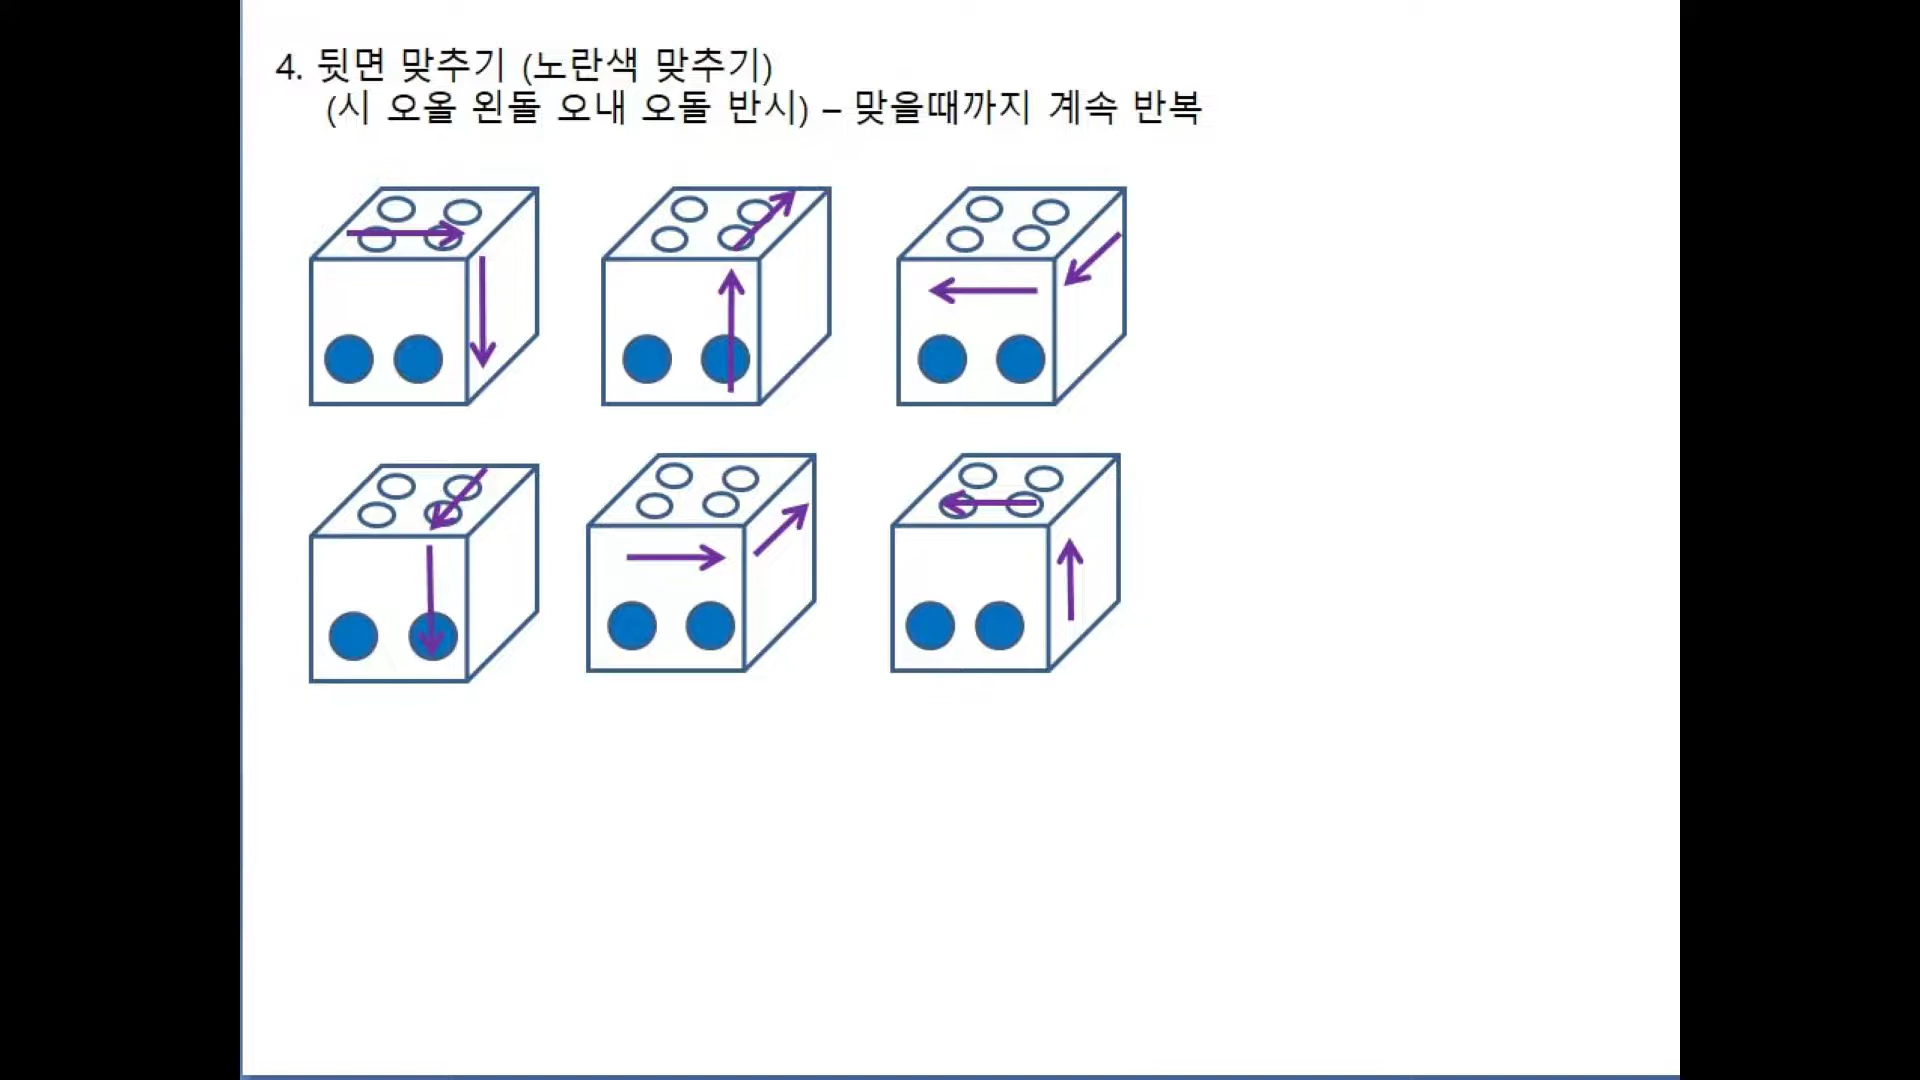 4. 뒷면 맞추기 (노란색 맞추기)
(시 오올 왼돌 오내 오돌 반시) – 맞을때까지 계속 반복